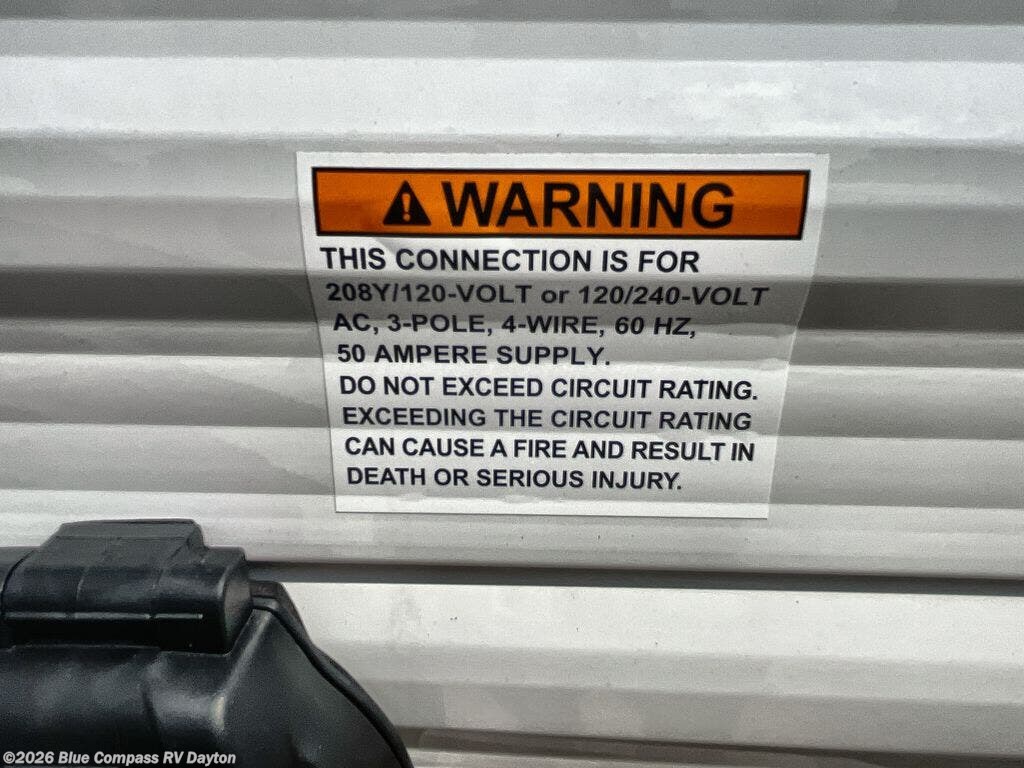 WARNING
THIS CONNECTION IS FOR
208Y/120-VOLT or 120/240-VOLT
AC, 3-POLE, 4-WIRE, 60 HZ,
50 AMPERE SUPPLY.
DO NOT EXCEED CIRCUIT RATING.
EXCEEDING THE CIRCUIT RATING
CAN CAUSE A FIRE AND RESULT IN
DEATH OR SERIOUS INJURY.
©2026 Blue Compass RV Dayton